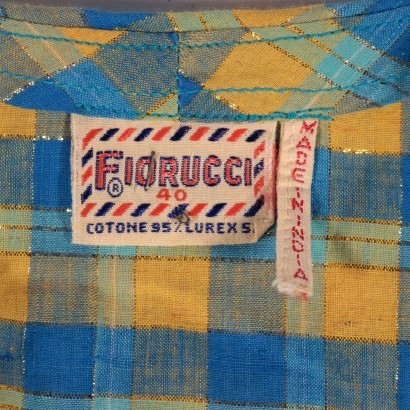 FIORUCCI
®
40
COTONE 95% LUREX 5
MADE IN INDIA